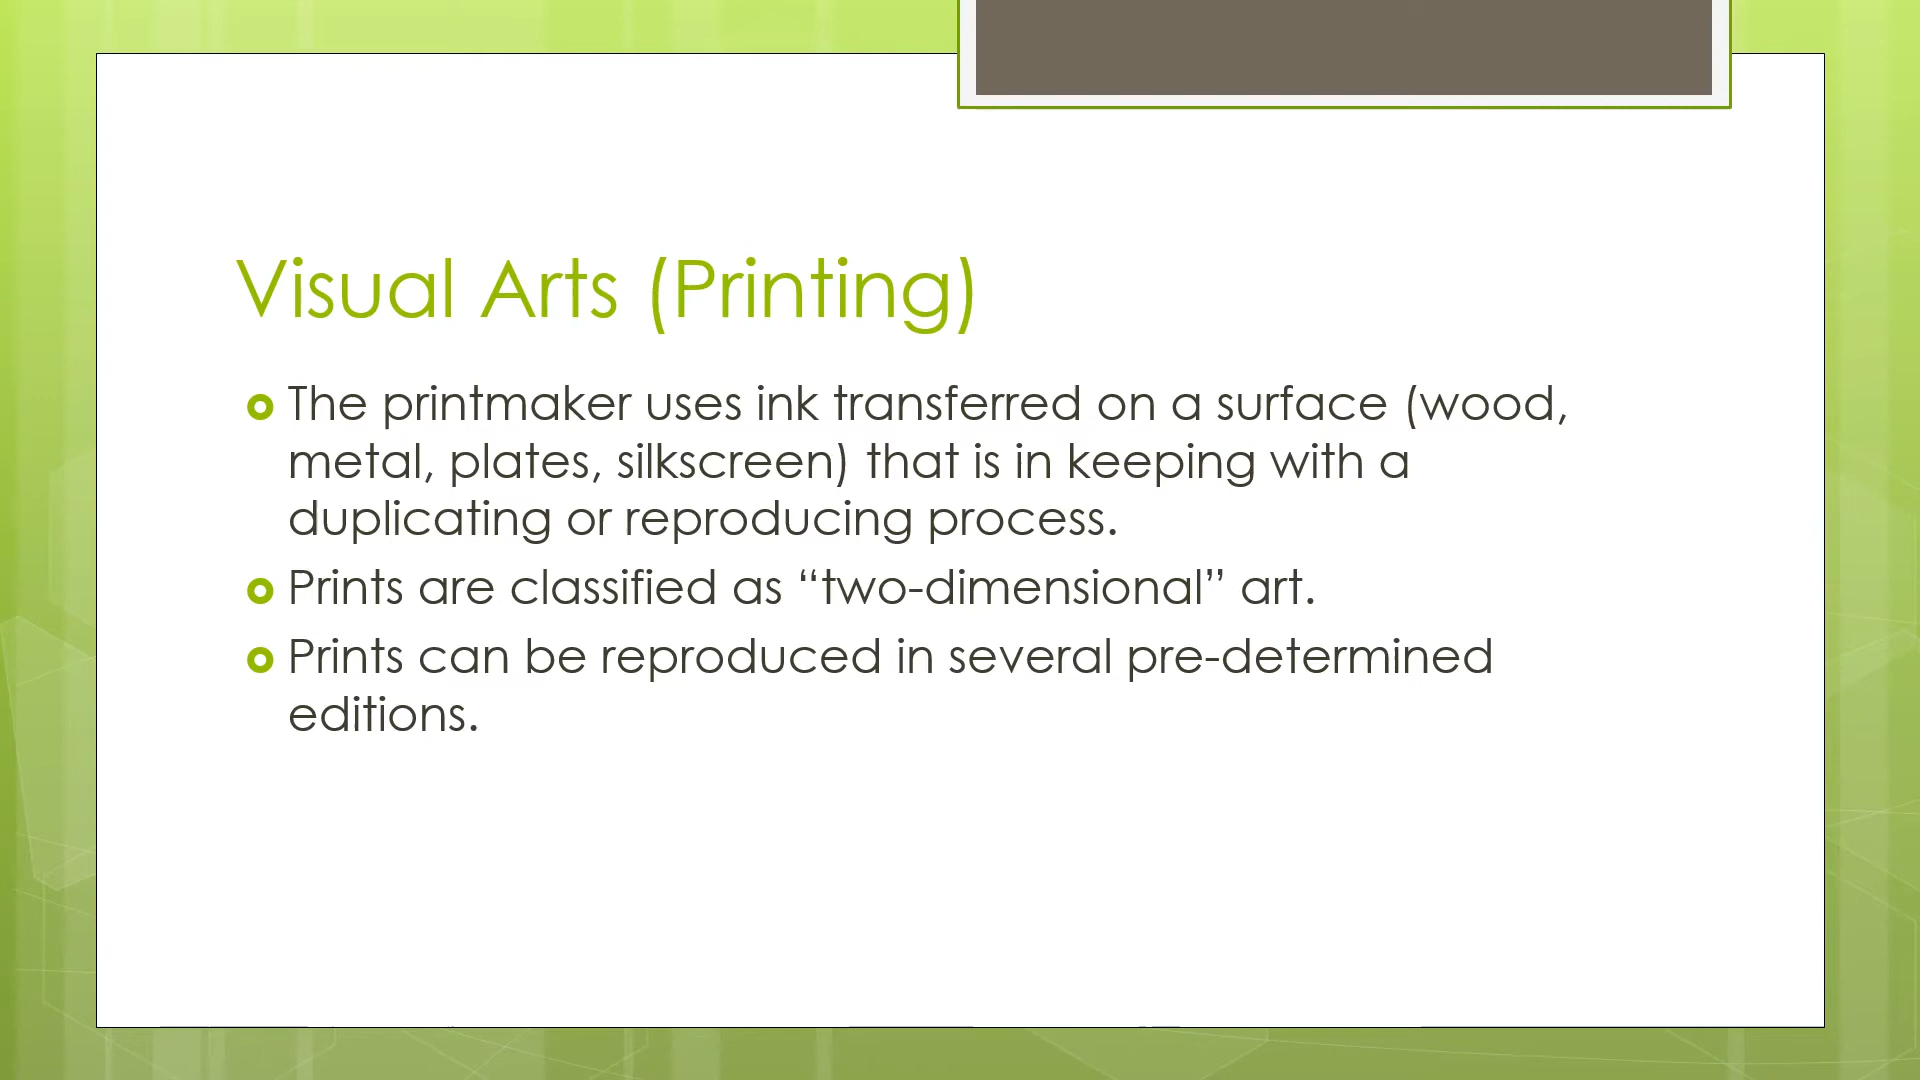 Visual Arts (Printing)
The printmaker uses ink transferred on a surface (wood,
metal, plates, silkscreen) that is in keeping with a
duplicating or reproducing process.
Prints are classified as “two-dimensional” art.
Prints can be reproduced in several pre-determined
editions.